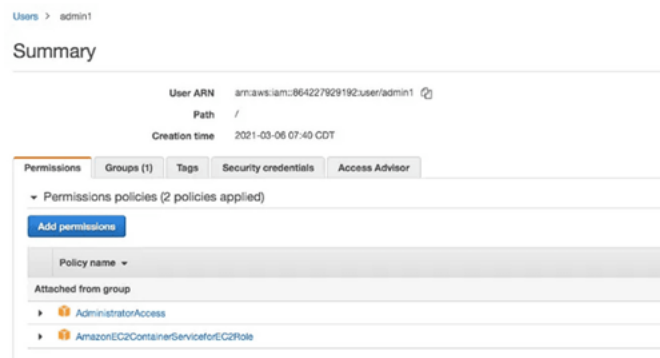 Users > admin1
Summary
User ARN arn:aws:iam::864227929192:user/admin1
Path /
Creation time 2021-03-06 07:40 CDT
Permissions Groups (1) Tags Security credentials Access Advisor
Permissions policies (2 policies applied)
Add permissions
Policy name
Attached from group
AdministratorAccess
AmazonEC2ContainerServiceforEC2Role